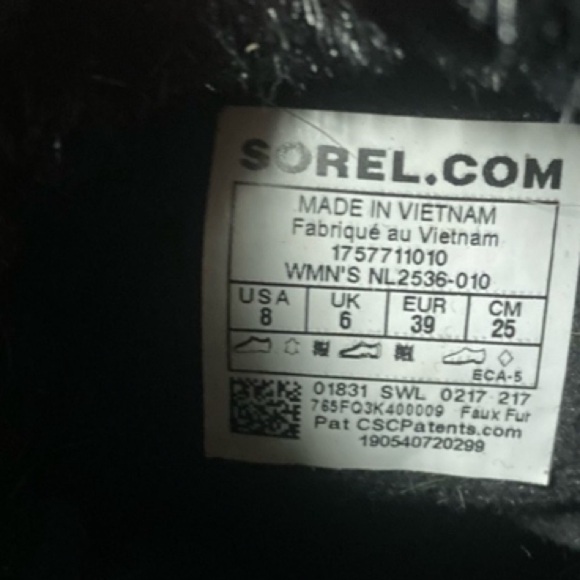 SOREL.COM
MADE IN VIETNAM
Fabriqué au Vietnam
1757711010
WMN'S NL2536-010
USA UK EUR CM
8 6 39 25
ECA-5
01831 SWL 0217 217
765FQ3K400009 Faux Fur
Pat CSCPatents.com
190540720299